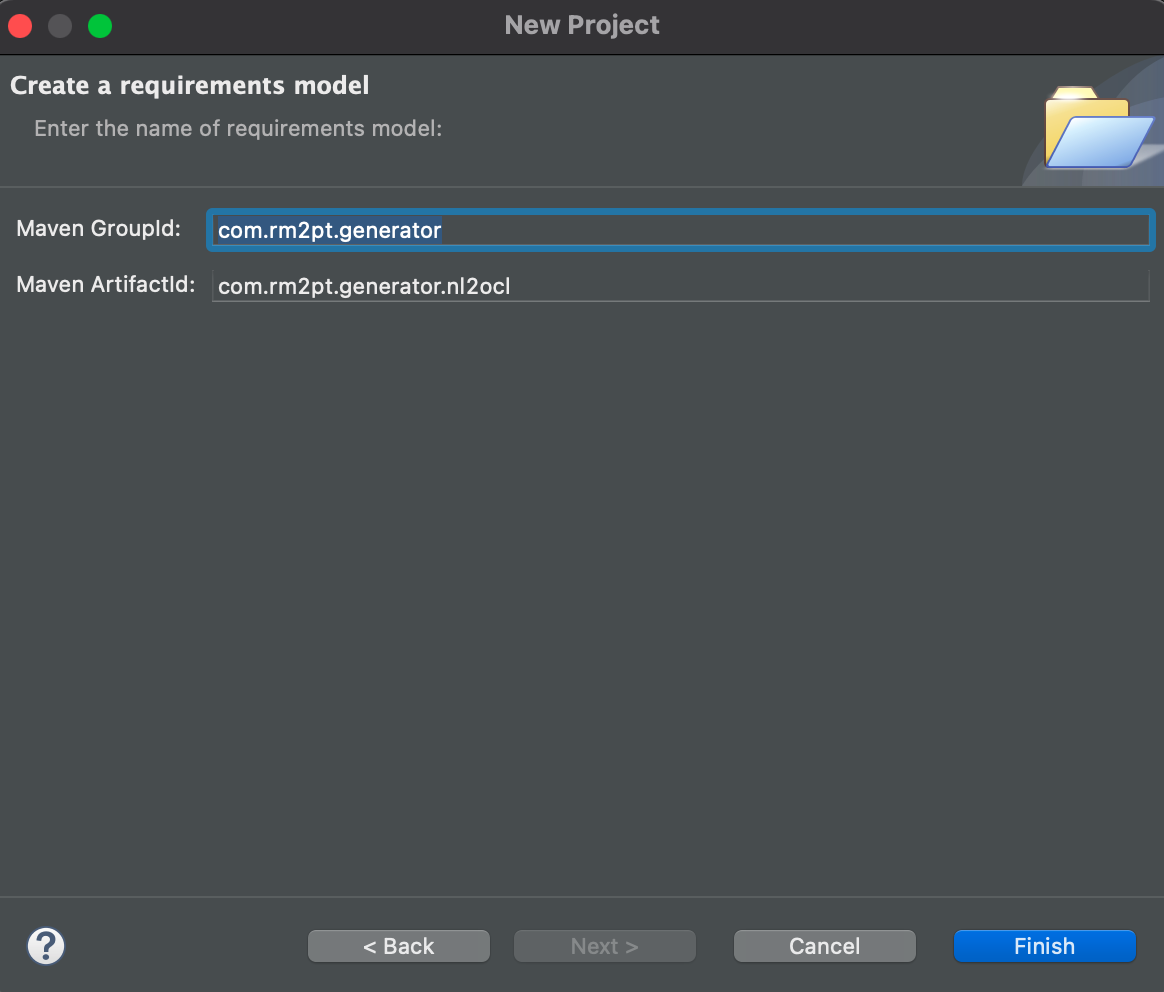 New Project
Create a requirements model
Enter the name of requirements model:
Maven GroupId: com.rm2pt.generator
Maven ArtifactId: com.rm2pt.generator.nl2ocl
?
< Back Next > Cancel Finish